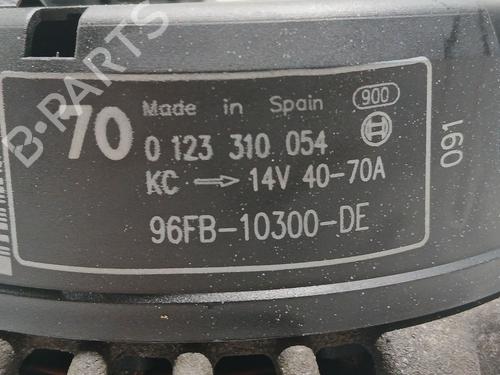 B-PARTS
70
Made in Spain
900
0 123 310 054
KC → 14V 40-70A
96FB-10300-DE
091